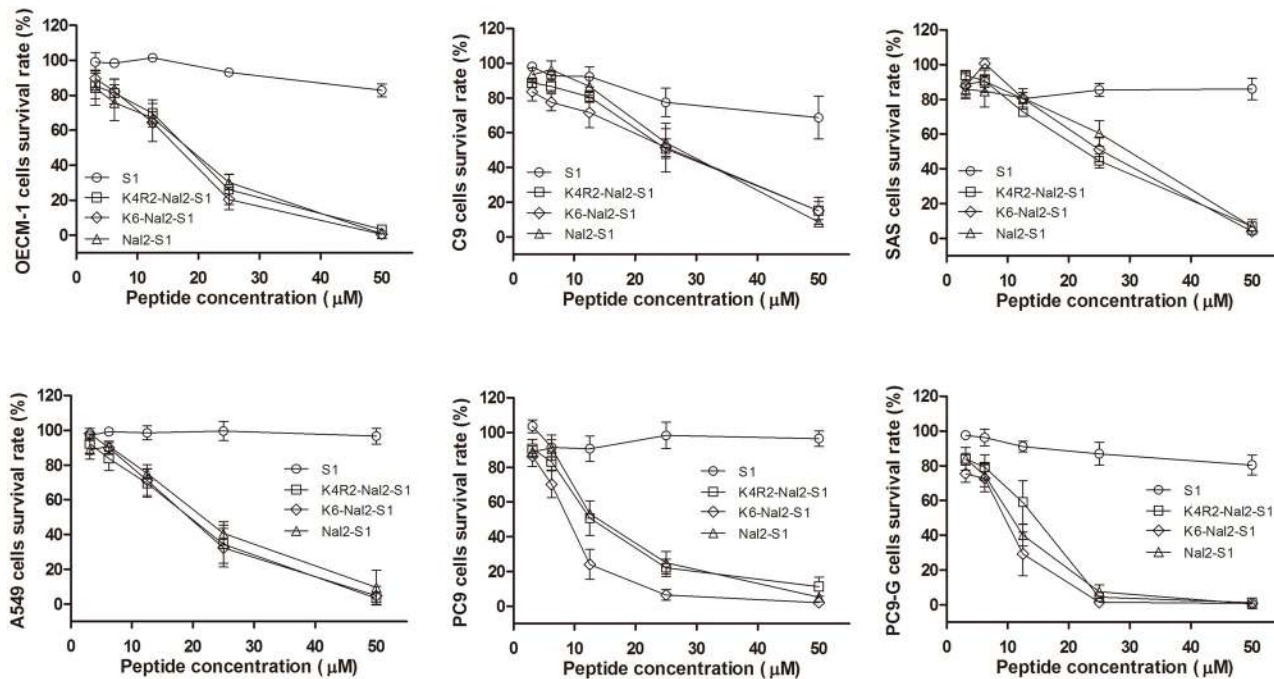 OECM-1 cells survival rate (%)
120
100
80
60
40
20
0
S1
K4R2-Nal2-S1
K6-Nal2-S1
Nal2-S1
0 10 20 30 40 50
Peptide concentration ( μM)
C9 cells survival rate (%)
120
100
80
60
40
20
0
S1
K4R2-Nal2-S1
K6-Nal2-S1
Nal2-S1
0 10 20 30 40 50
Peptide concentration ( μM)
SAS cells survival rate (%)
120
100
80
60
40
20
0
S1
K4R2-Nal2-S1
K6-Nal2-S1
Nal2-S1
0 10 20 30 40 50
Peptide concentration ( μM)
A549 cells survival rate (%)
120
100
80
60
40
20
0
S1
K4R2-Nal2-S1
K6-Nal2-S1
Nal2-S1
0 10 20 30 40 50
Peptide concentration ( μM)
PC9 cells survival rate (%)
120
100
80
60
40
20
0
S1
K4R2-Nal2-S1
K6-Nal2-S1
Nal2-S1
0 10 20 30 40 50
Peptide concentration ( μM)
PC9-G cells survival rate (%)
120
100
80
60
40
20
0
S1
K4R2-Nal2-S1
K6-Nal2-S1
Nal2-S1
0 10 20 30 40 50
Peptide concentration ( μM)